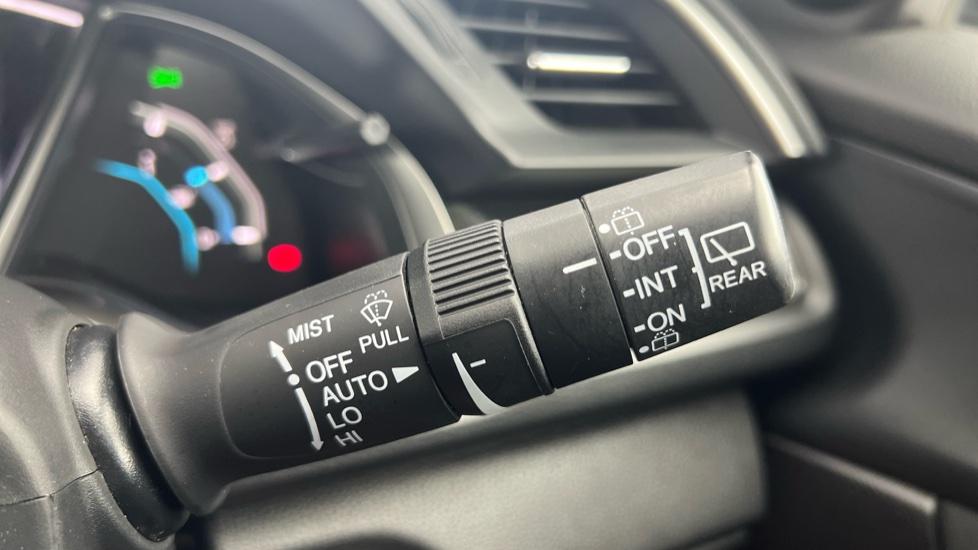 MIST
PULL
OFF
AUTO
LO
HI
OFF
INT
ON
REAR